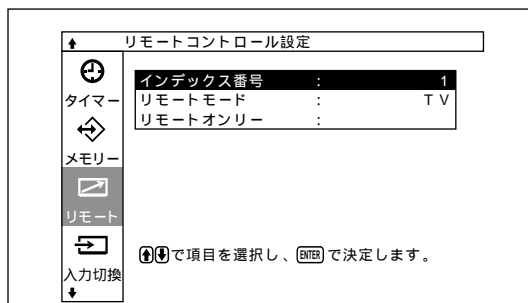 リモートコントロール設定
タイマー
メモリー
リモート
入力切換
インデックス番号 : 1
リモートモード : TV
リモートオンリー :
で項目を選択し、ENTERで決定します。